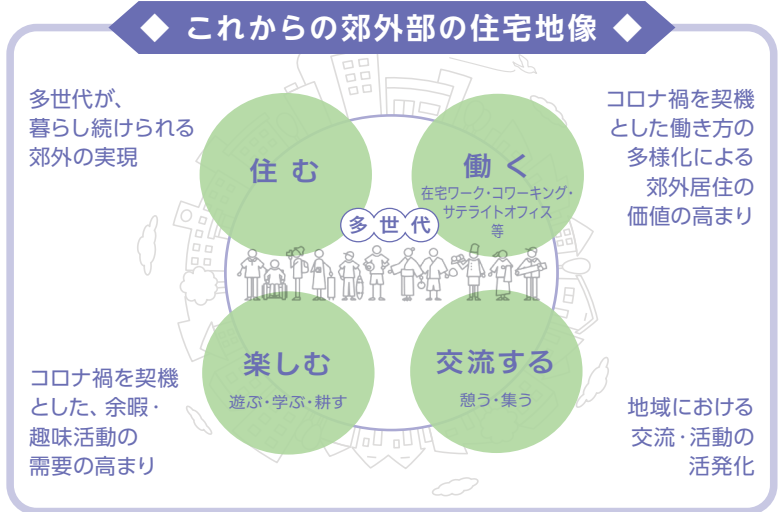 ◆ これからの郊外部の住宅地像 ◆
多世代が、
暮らし続けられる
郊外の実現
住む
働く
在宅ワーク・コワーキング・
サテライトオフィス
等
コロナ禍を契機
とした働き方の
多様化による
郊外居住の
価値の高まり
多世代
楽しむ
遊ぶ・学ぶ・耕す
交流する
憩う・集う
コロナ禍を契機
とした、余暇・
趣味活動の
需要の高まり
地域における
交流・活動の
活発化